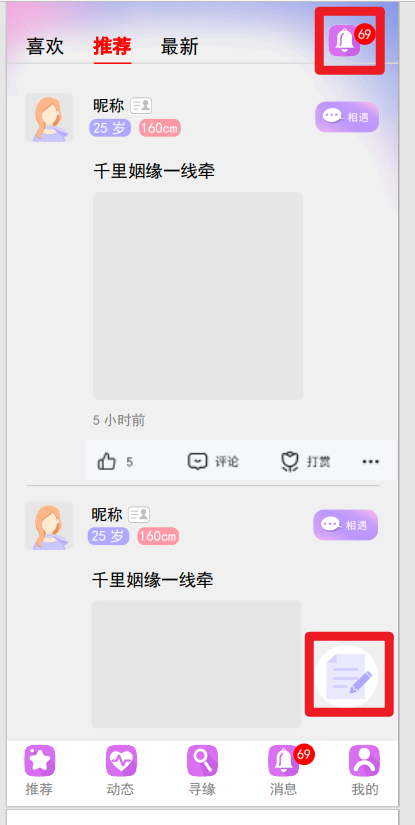 喜欢 推荐 最新 69
昵称
25 岁 160cm
相遇
千里姻缘一线牵
5 小时前
5 评论 打赏
昵称
25 岁 160cm
相遇
千里姻缘一线牵
69
推荐 动态 寻缘 消息 我的